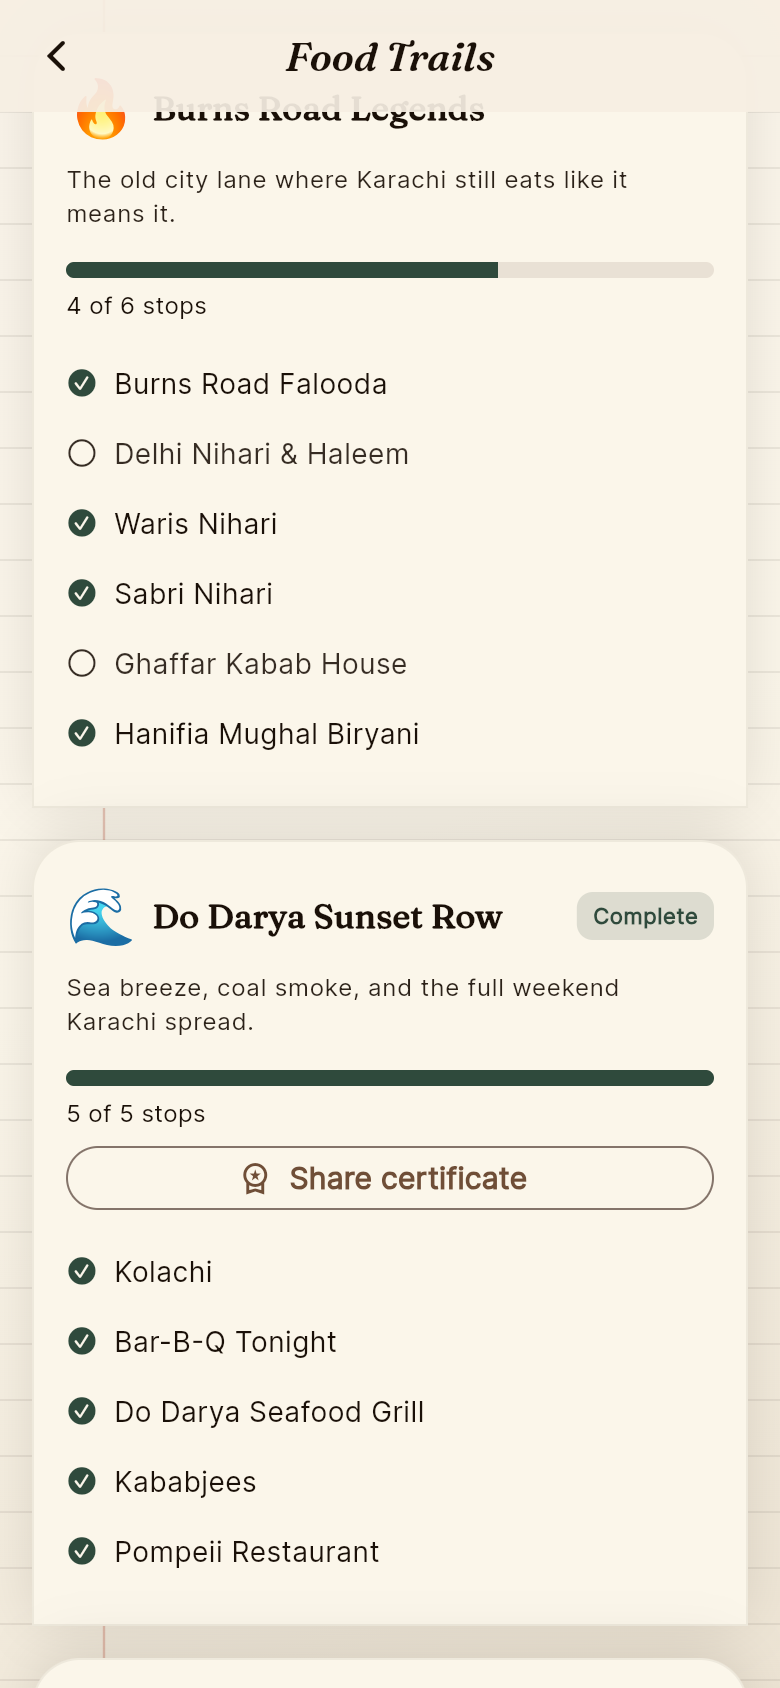 Food Trails
Burns Road Legends
The old city lane where Karachi still eats like it
means it.
4 of 6 stops
Burns Road Falooda
Delhi Nihari & Haleem
Waris Nihari
Sabri Nihari
Ghaffar Kabab House
Hanifia Mughal Biryani
Do Darya Sunset Row
Complete
Sea breeze, coal smoke, and the full weekend
Karachi spread.
5 of 5 stops
Share certificate
Kolachi
Bar-B-Q Tonight
Do Darya Seafood Grill
Kababjees
Pompeii Restaurant